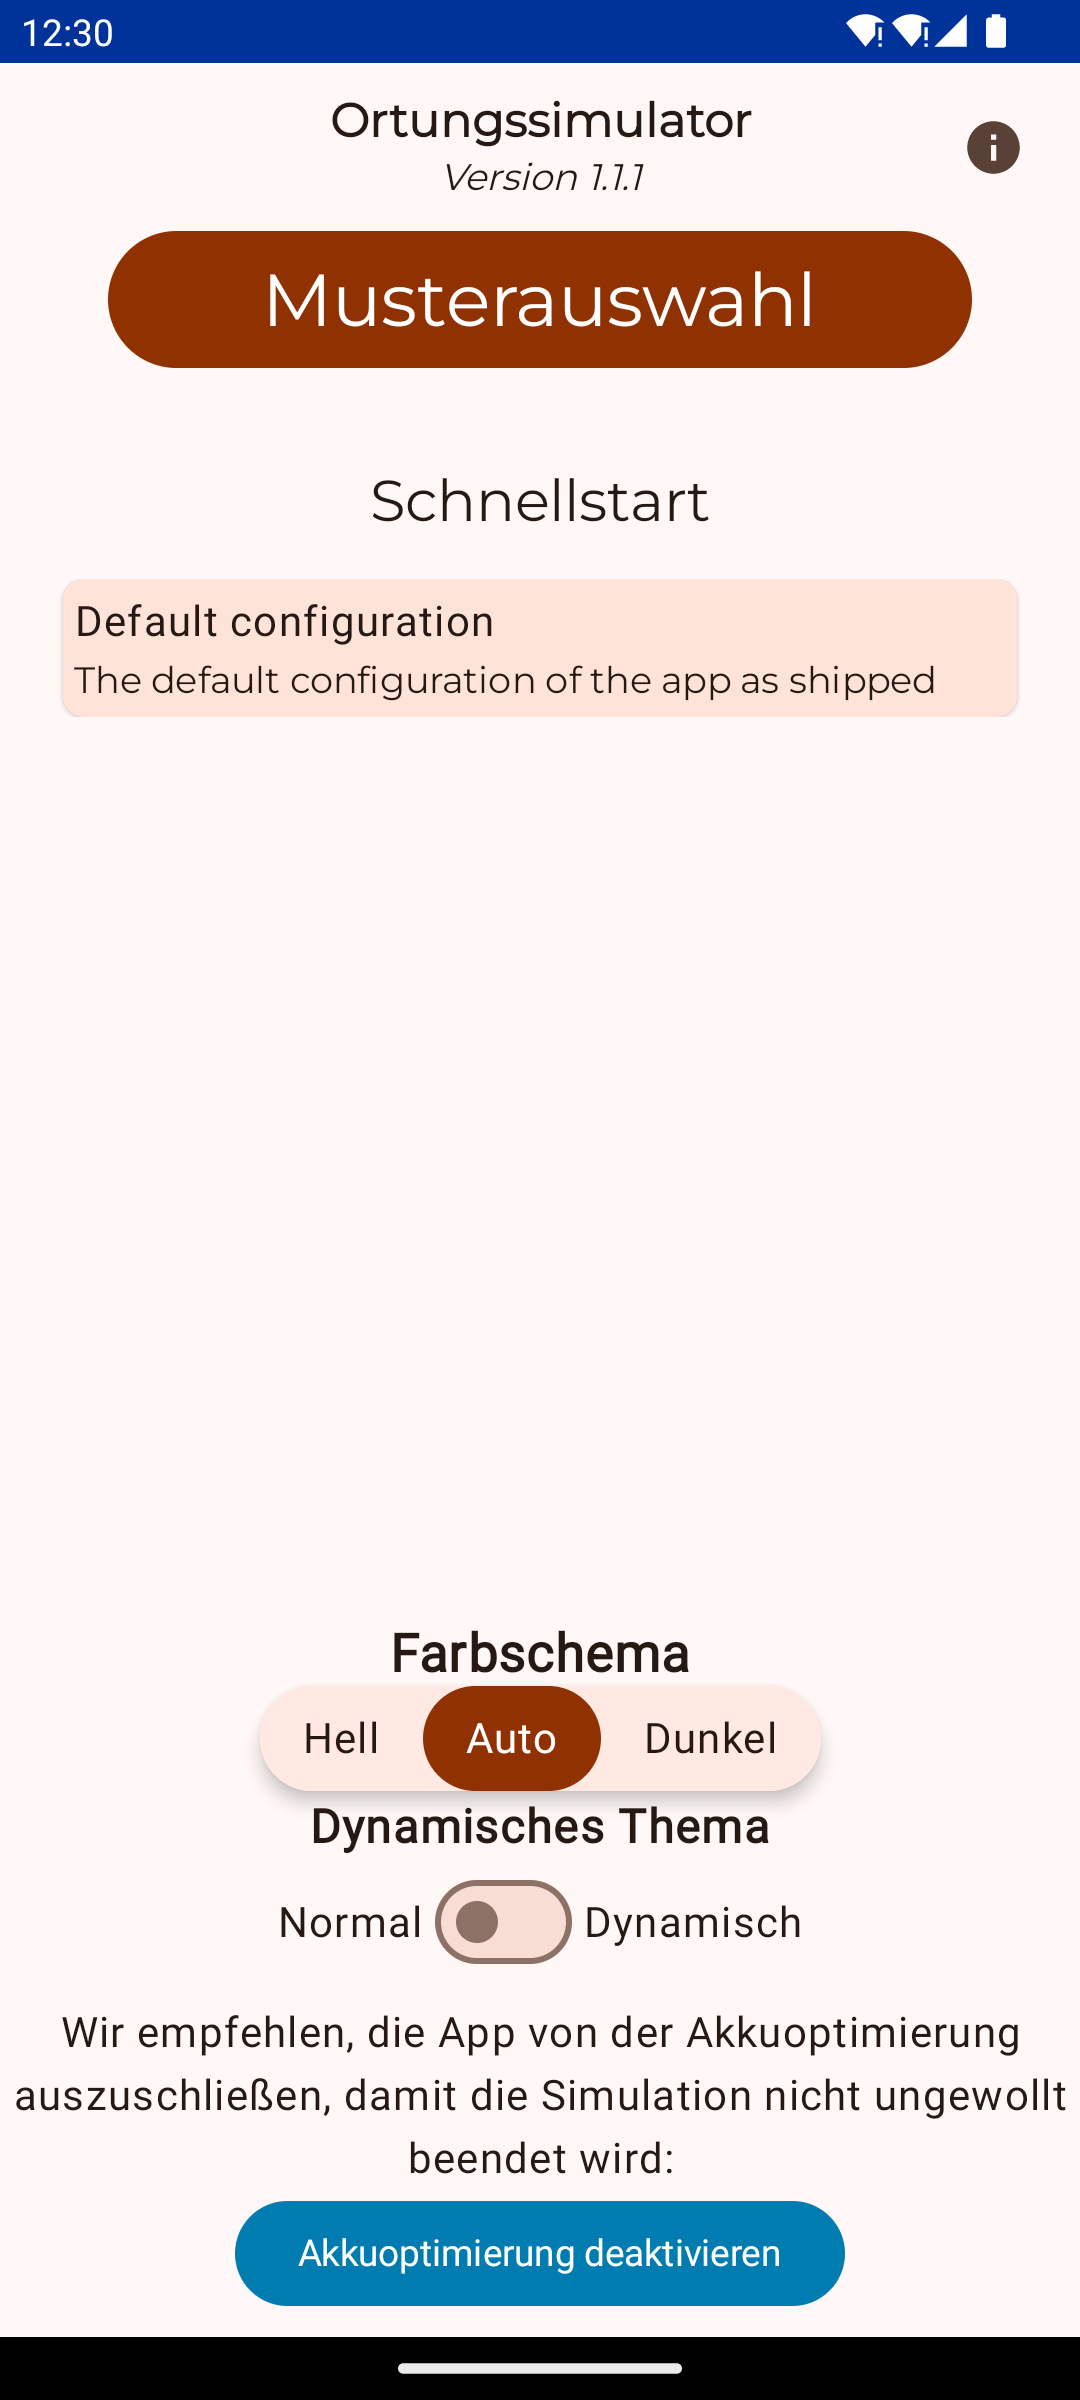 12:30
Ortungssimulator
Version 1.1.1
Musterauswahl
Schnellstart
Default configuration
The default configuration of the app as shipped
Farbschema
Hell Auto Dunkel
Dynamisches Thema
Normal Dynamisch
Wir empfehlen, die App von der Akkuoptimierung
auszuschließen, damit die Simulation nicht ungewollt
beendet wird:
Akkuoptimierung deaktivieren